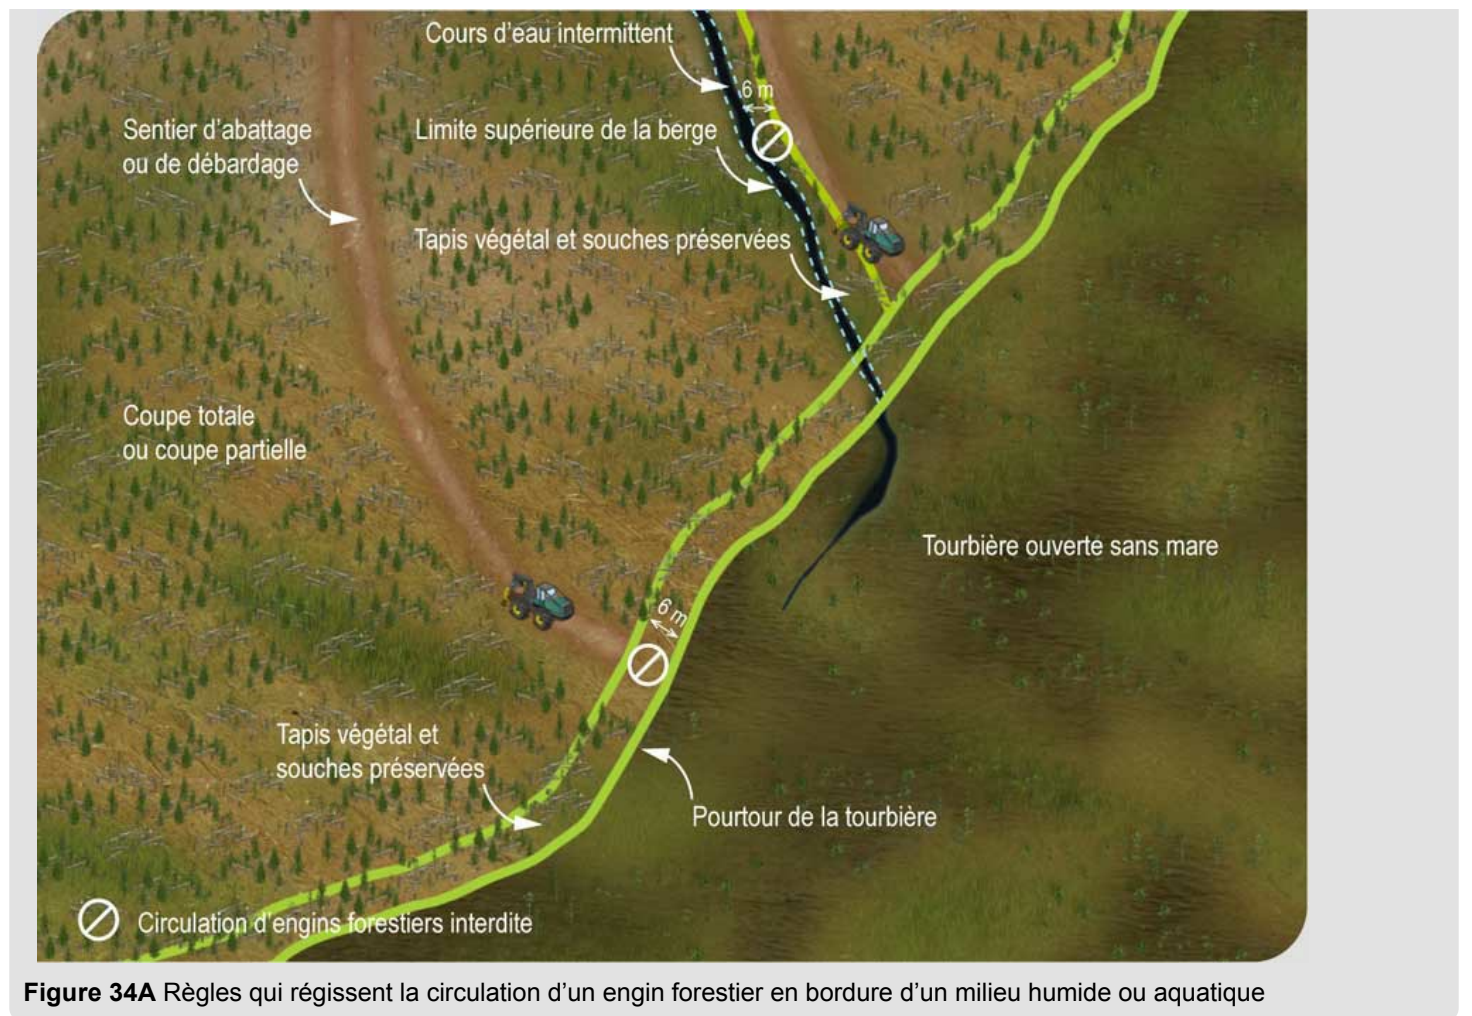 Cours d'eau intermittent
6 m
Sentier d'abattage
ou de débardage
Limite supérieure de la berge
Tapis végétal et souches préservées
Coupe totale
ou coupe partielle
Tourbière ouverte sans mare
6 m
Tapis végétal et
souches préservées
Pourtour de la tourbière
Circulation d'engins forestiers interdite
Figure 34A Règles qui régissent la circulation d'un engin forestier en bordure d'un milieu humide ou aquatique